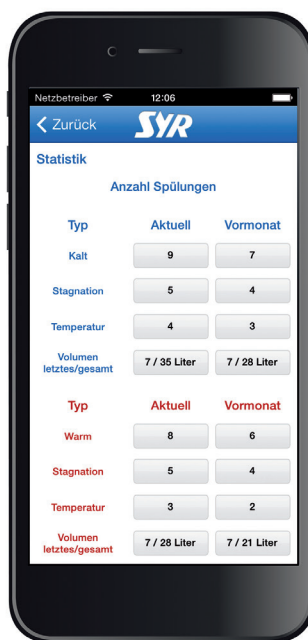 Netzbetreiber 12:06
Zurück SYR
Statistik
Anzahl Spülungen
Typ Aktuell Vormonat
Kalt 9 7
Stagnation 5 4
Temperatur 4 3
Volumen
letztes/gesamt 7 / 35 Liter 7 / 28 Liter
Typ Aktuell Vormonat
Warm 8 6
Stagnation 5 4
Temperatur 3 2
Volumen
letztes/gesamt 7 / 28 Liter 7 / 21 Liter